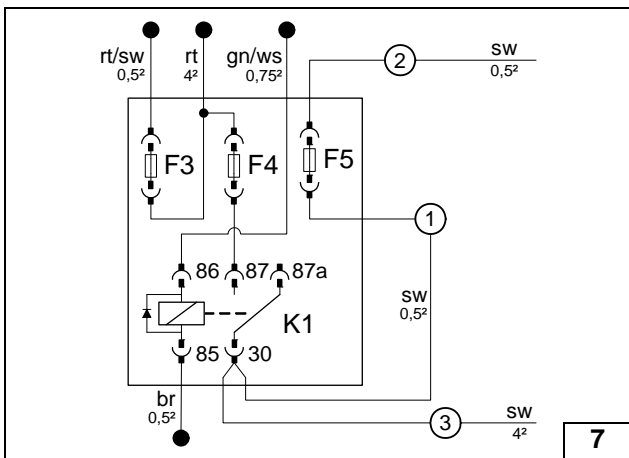 rt/sw
0,5²
rt
4²
gn/ws
0,75²
2
sw
0,5²
F3
F4
F5
1
86
87
87a
sw
0,5²
K1
85
30
br
0,5²
3
sw
4²
7